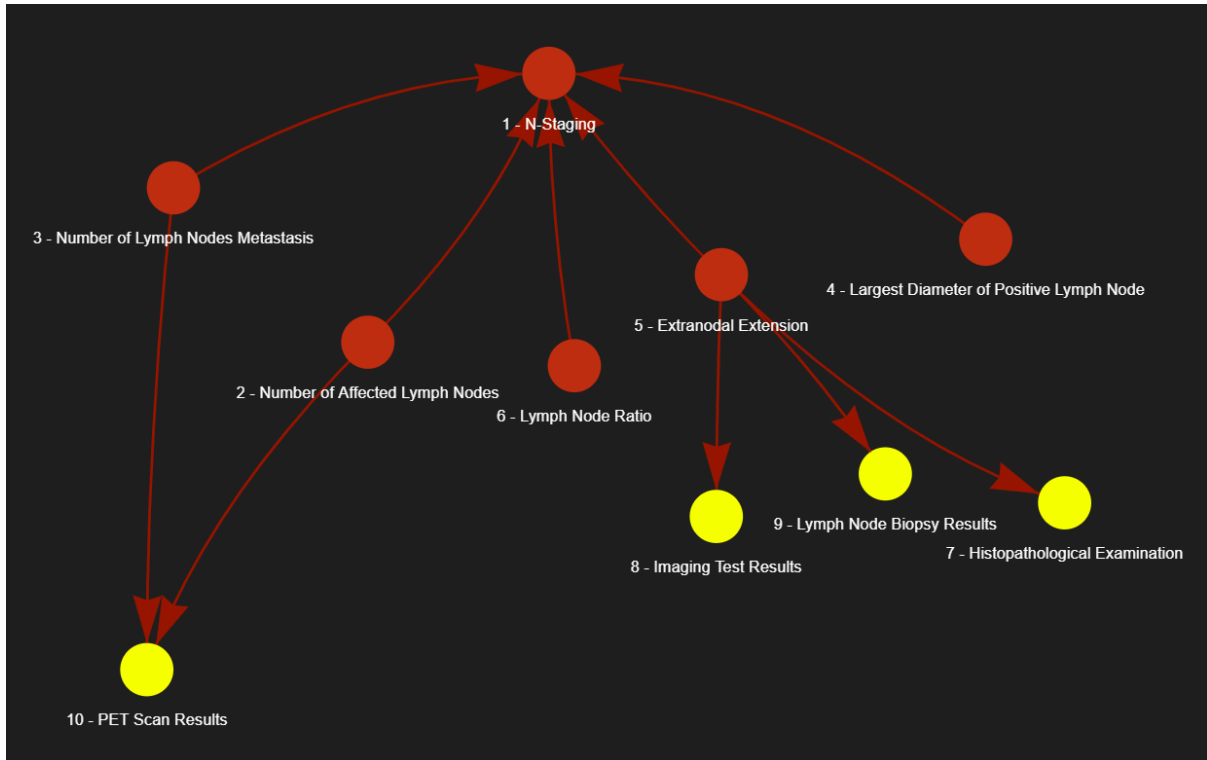 1 - N-Staging
3 - Number of Lymph Nodes Metastasis
4 - Largest Diameter of Positive Lymph Node
5 - Extranodal Extension
2 - Number of Affected Lymph Nodes
6 - Lymph Node Ratio
9 - Lymph Node Biopsy Results
7 - Histopathological Examination
8 - Imaging Test Results
10 - PET Scan Results